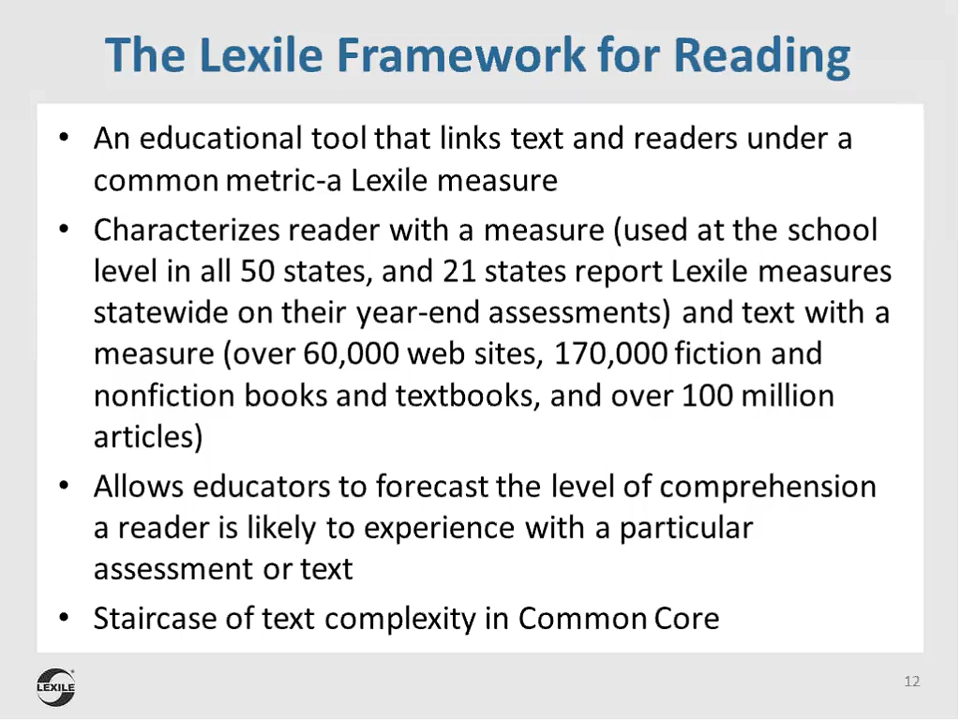 The Lexile Framework for Reading
• An educational tool that links text and readers under a
common metric-a Lexile measure
• Characterizes reader with a measure (used at the school
level in all 50 states, and 21 states report Lexile measures
statewide on their year-end assessments) and text with a
measure (over 60,000 web sites, 170,000 fiction and
nonfiction books and textbooks, and over 100 million
articles)
• Allows educators to forecast the level of comprehension
a reader is likely to experience with a particular
assessment or text
• Staircase of text complexity in Common Core
LEXILE
12